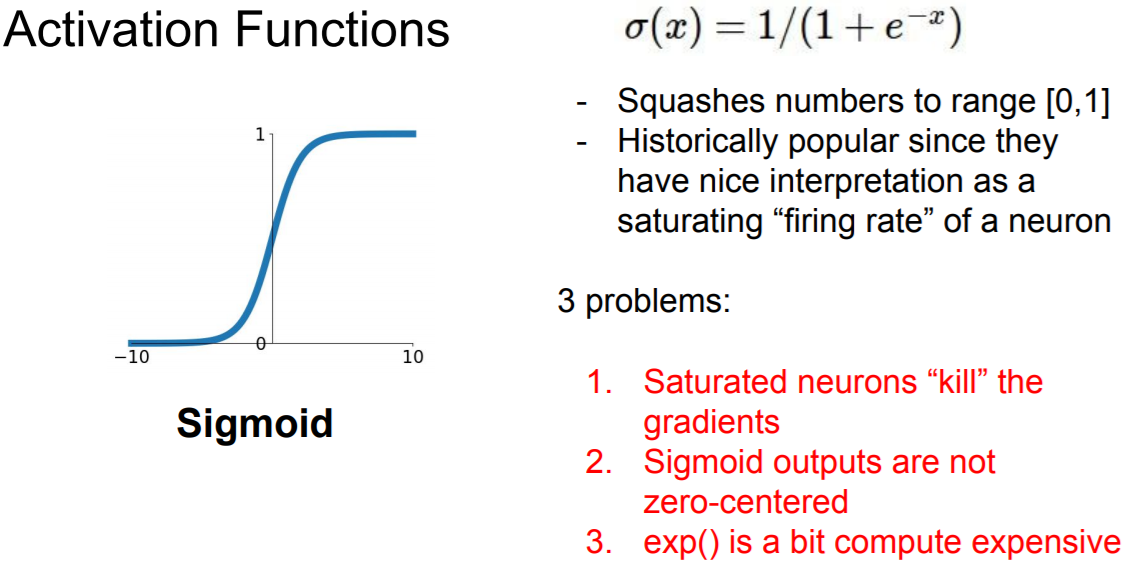 Activation Functions
σ(x) = 1/(1 + e⁻ˣ)
- Squashes numbers to range [0,1]
- Historically popular since they
have nice interpretation as a
saturating “firing rate” of a neuron
1
0
−10
10
Sigmoid
3 problems:
1. Saturated neurons “kill” the
gradients
2. Sigmoid outputs are not
zero-centered
3. exp() is a bit compute expensive